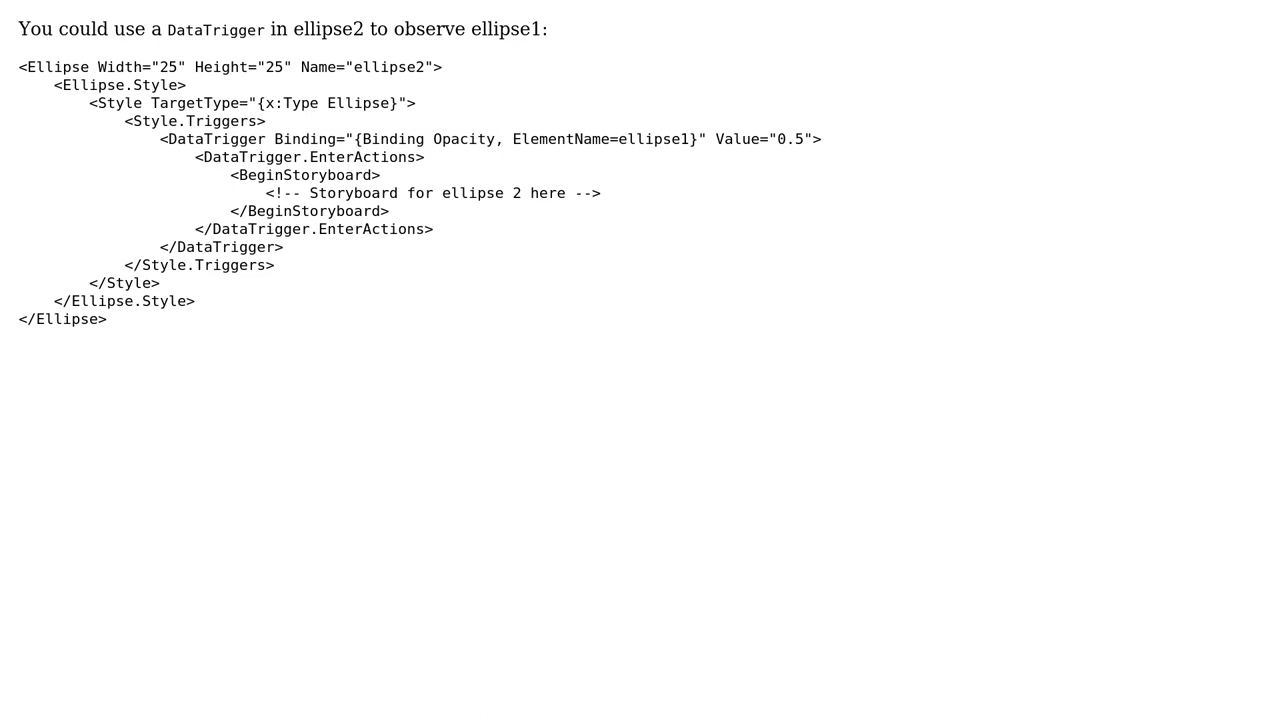 You could use a DataTrigger in ellipse2 to observe ellipse1:
<Ellipse Width="25" Height="25" Name="ellipse2">
    <Ellipse.Style>
        <Style TargetType="{x:Type Ellipse}">
            <Style.Triggers>
                <DataTrigger Binding="{Binding Opacity, ElementName=ellipse1}" Value="0.5">
                    <DataTrigger.EnterActions>
                        <BeginStoryboard>
                            <!-- Storyboard for ellipse 2 here -->
                        </BeginStoryboard>
                    </DataTrigger.EnterActions>
                </DataTrigger>
            </Style.Triggers>
        </Style>
    </Ellipse.Style>
</Ellipse>